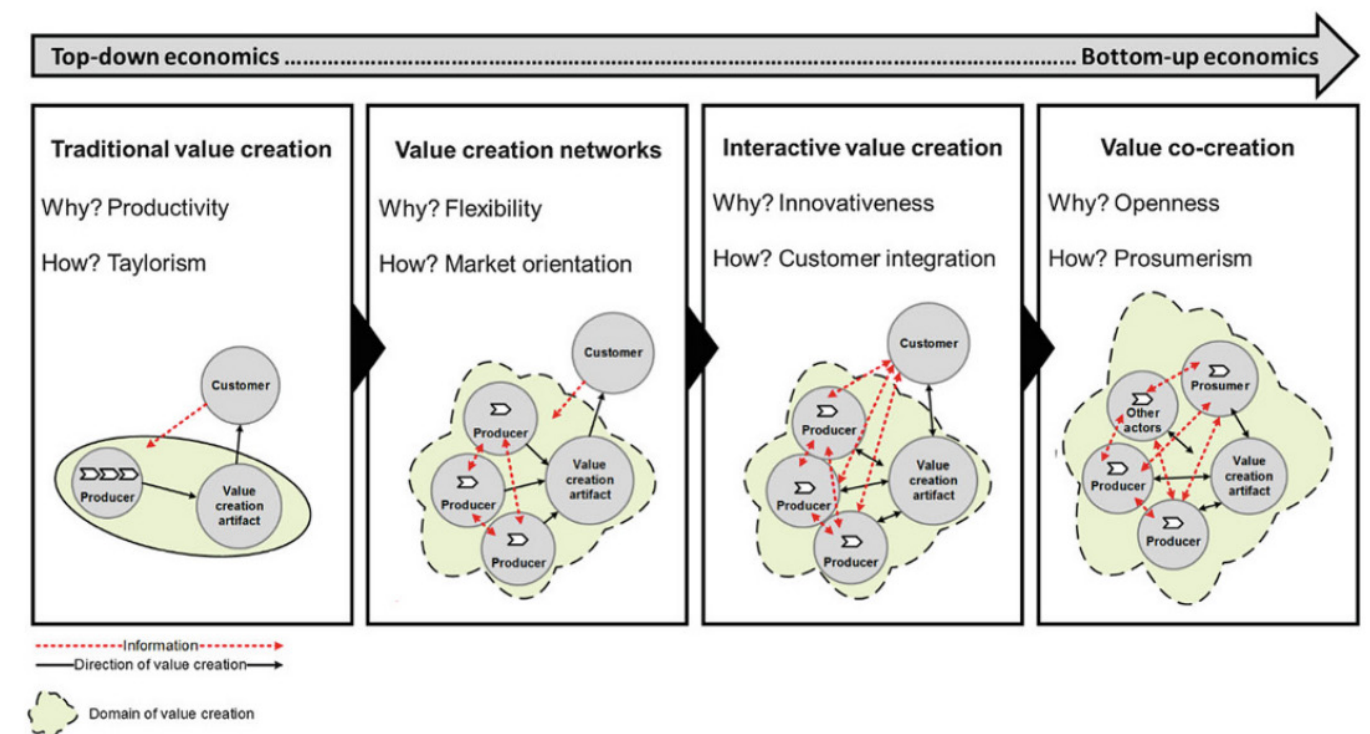 Top-down economics ........................................................................................................ Bottom-up economics
Traditional value creation
Why? Productivity
How? Taylorism
Customer
Producer
Value
creation
artifact
Value creation networks
Why? Flexibility
How? Market orientation
Customer
Producer
Producer
Value
creation
artifact
Producer
Interactive value creation
Why? Innovativeness
How? Customer integration
Customer
Producer
Producer
Value
creation
artifact
Producer
Value co-creation
Why? Openness
How? Prosumerism
Prosumer
Other
actors
Producer
Value
creation
artifact
Producer
Information
Direction of value creation
Domain of value creation